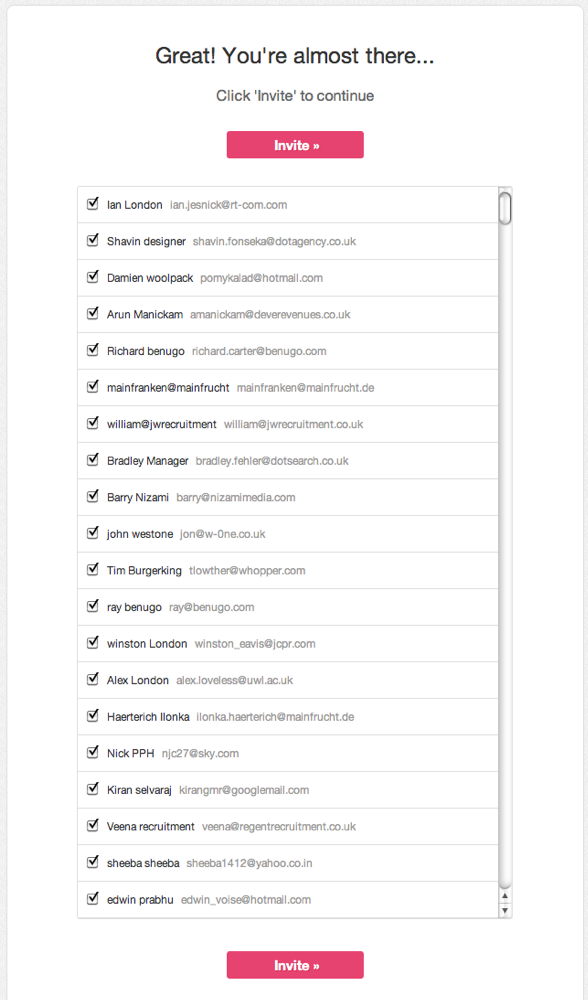 Great! You're almost there...
Click 'Invite' to continue
Invite »
Ian London ian.jesnick@rt-com.com
Shavin designer shavin.fonseka@dotagency.co.uk
Damien woolpack pomykalad@hotmail.com
Arun Manickam amanickam@deverevenues.co.uk
Richard benugo richard.carter@benugo.com
mainfranken@mainfrucht mainfranken@mainfrucht.de
william@jwrecruitment william@jwrecruitment.co.uk
Bradley Manager bradley.fehler@dotsearch.co.uk
Barry Nizami barry@nizamimedia.com
john westone jon@w-0ne.co.uk
Tim Burgerking tlowther@whopper.com
ray benugo ray@benugo.com
winston London winston_eavis@jcpr.com
Alex London alex.loveless@uwl.ac.uk
Haerterich Ilonka ilonka.haerterich@mainfrucht.de
Nick PPH njc27@sky.com
Kiran selvaraj kirangmr@googlemail.com
Veena recruitment veena@regentrecruitment.co.uk
sheeba sheeba sheeba1412@yahoo.co.in
edwin prabhu edwin_voise@hotmail.com
Invite »